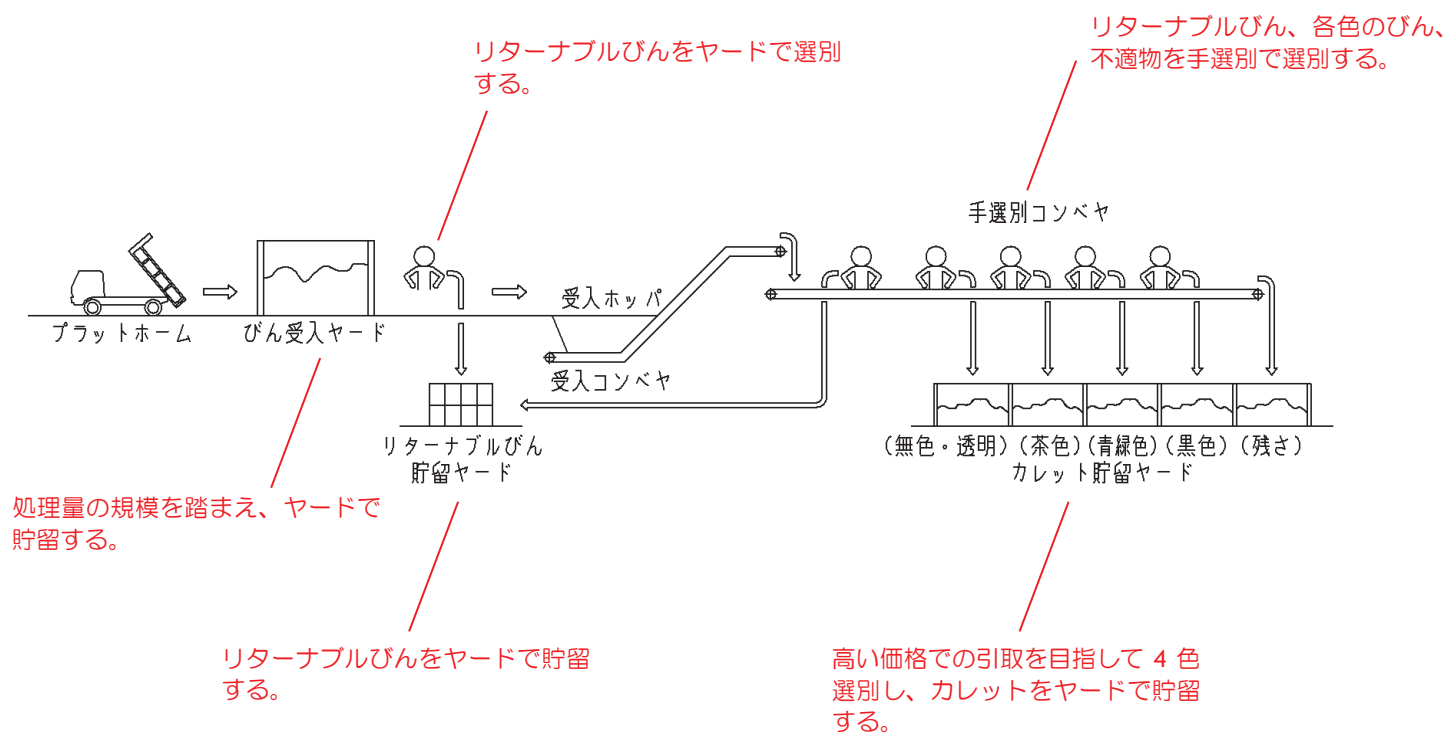 リターナブルびん、各色のびん、
不適物を手選別で選別する。
リターナブルびんをヤードで選別
する。
手選別コンベヤ
受入ホッパ
プラットホーム
びん受入ヤード
受入コンベヤ
リターナブルびん
貯留ヤード
(無色・透明)(茶色)(青緑色)(黒色)(残さ)
カレット貯留ヤード
処理量の規模を踏まえ、ヤードで
貯留する。
リターナブルびんをヤードで貯留
する。
高い価格での引取を目指して 4 色
選別し、カレットをヤードで貯留
する。